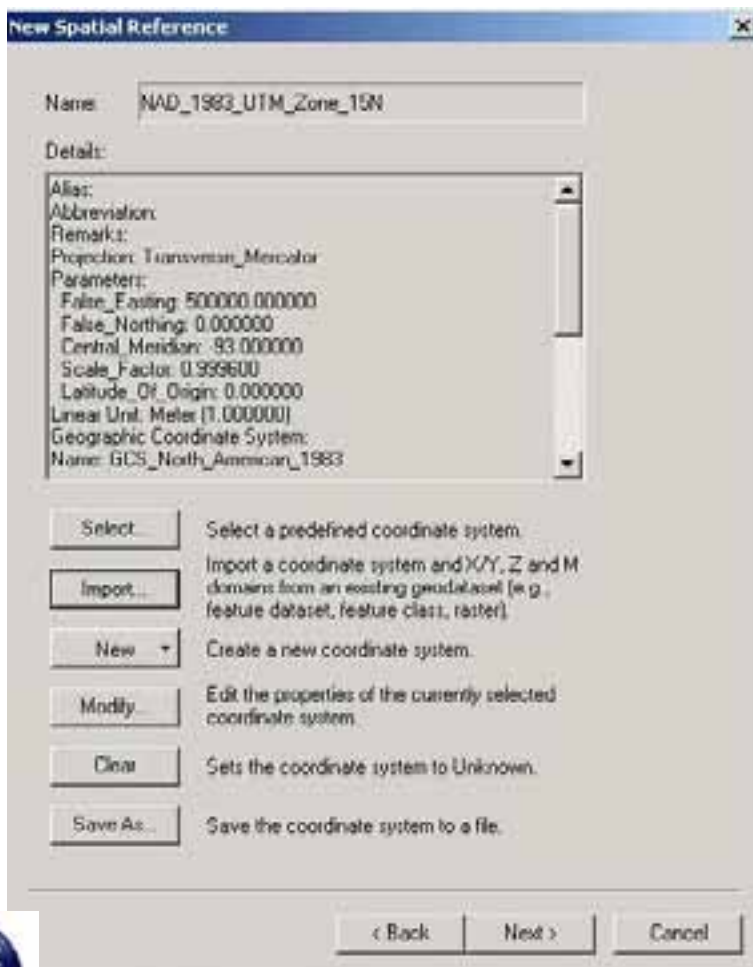 New Spatial Reference
Name: NAD_1983_UTM_Zone_15N
Details:
Alias:
Abbreviation:
Remarks:
Projection: Transverse_Mercator
Parameters:
False_Easting: 500000.000000
False_Northing: 0.000000
Central_Meridian: -93.000000
Scale_Factor: 0.999600
Latitude_Of_Origin: 0.000000
Linear Unit: Meter (1.000000)
Geographic Coordinate System:
Name: GCS_North_American_1983
Select... Select a predefined coordinate system.
Import... Import a coordinate system and X/Y, Z and M
domains from an existing geodataset (e.g.,
feature dataset, feature class, raster).
New Create a new coordinate system.
Modify... Edit the properties of the currently selected
coordinate system.
Clear Sets the coordinate system to Unknown.
Save As... Save the coordinate system to a file.
< Back Next > Cancel